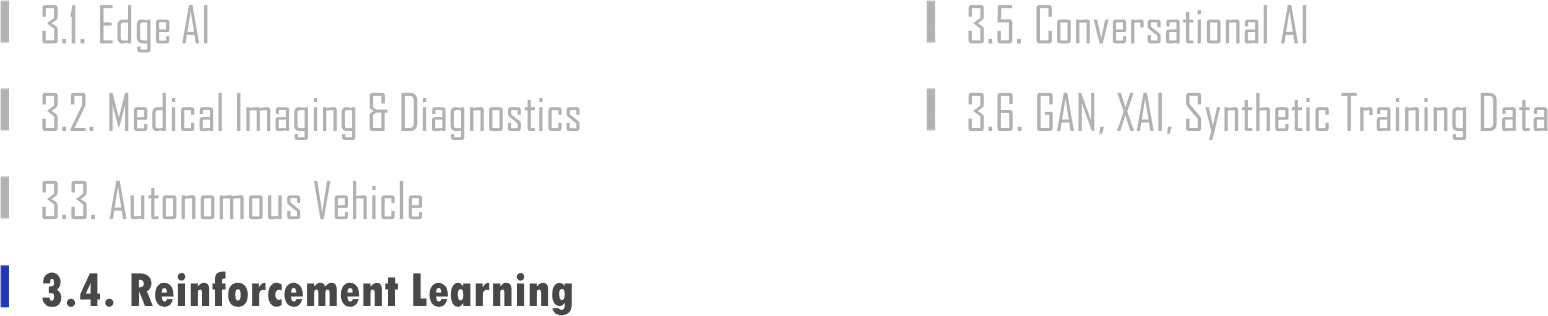 3.1. Edge AI
3.2. Medical Imaging & Diagnostics
3.3. Autonomous Vehicle
3.4. Reinforcement Learning
3.5. Conversational AI
3.6. GAN, XAI, Synthetic Training Data